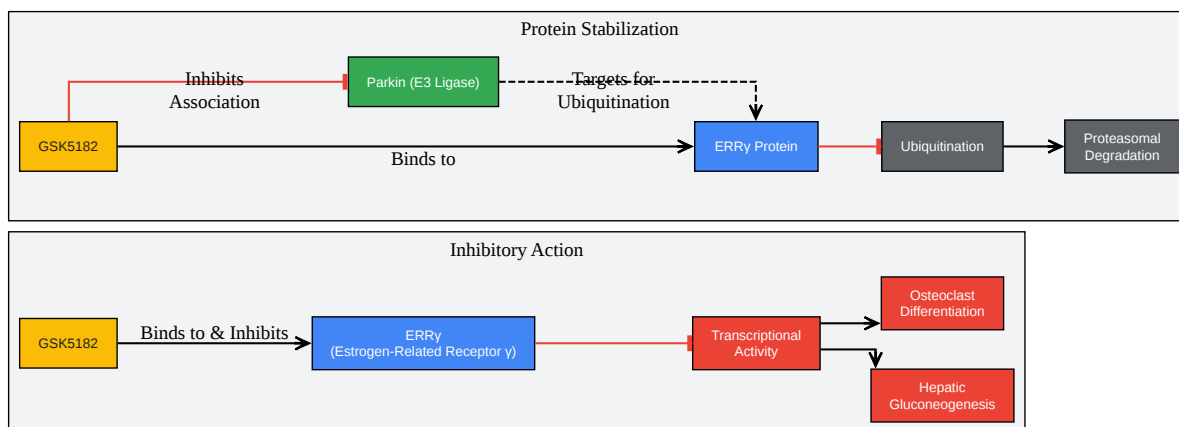 Protein Stabilization
Inhibits
Association
Parkin (E3 Ligase)
Targets for
Ubiquitination
GSK5182
Binds to
ERRγ Protein
Ubiquitination
Proteasomal
Degradation
Inhibitory Action
GSK5182
Binds to & Inhibits
ERRγ
(Estrogen-Related Receptor γ)
Transcriptional
Activity
Osteoclast
Differentiation
Hepatic
Gluconeogenesis